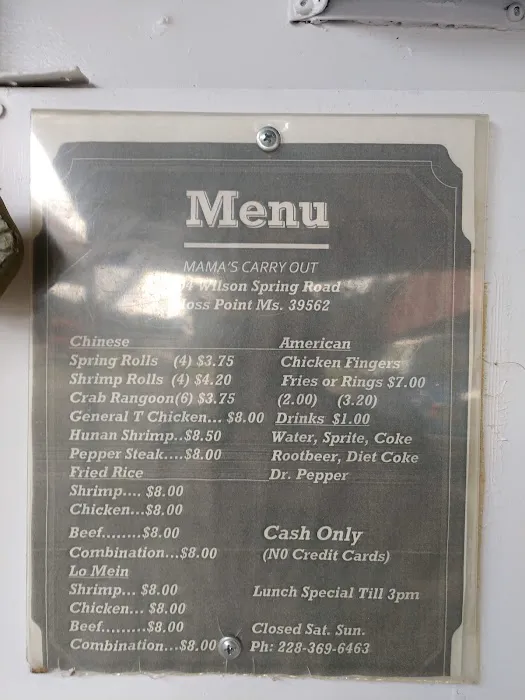 Menu
MAMA'S CARRY OUT
Wilson Spring Road
oss Point Ms. 39562
Chinese
Spring Rolls (4) $3.75
Shrimp Rolls (4) $4.20
Crab Rangoon(6) $3.75
General T Chicken... $8.00
Hunan Shrimp..$8.50
Pepper Steak....$8.00
Fried Rice
Shrimp.... $8.00
Chicken...$8.00
Beef........$8.00
Combination...$8.00
Lo Mein
Shrimp... $8.00
Chicken... $8.00
Beef.........$8.00
Combination...$8.00
American
Chicken Fingers
Fries or Rings $7.00
(2.00) (3.20)
Drinks $1.00
Water, Sprite, Coke
Rootbeer, Diet Coke
Dr. Pepper
Cash Only
(N0 Credit Cards)
Lunch Special Till 3pm
Closed Sat. Sun.
Ph: 228-369-6463